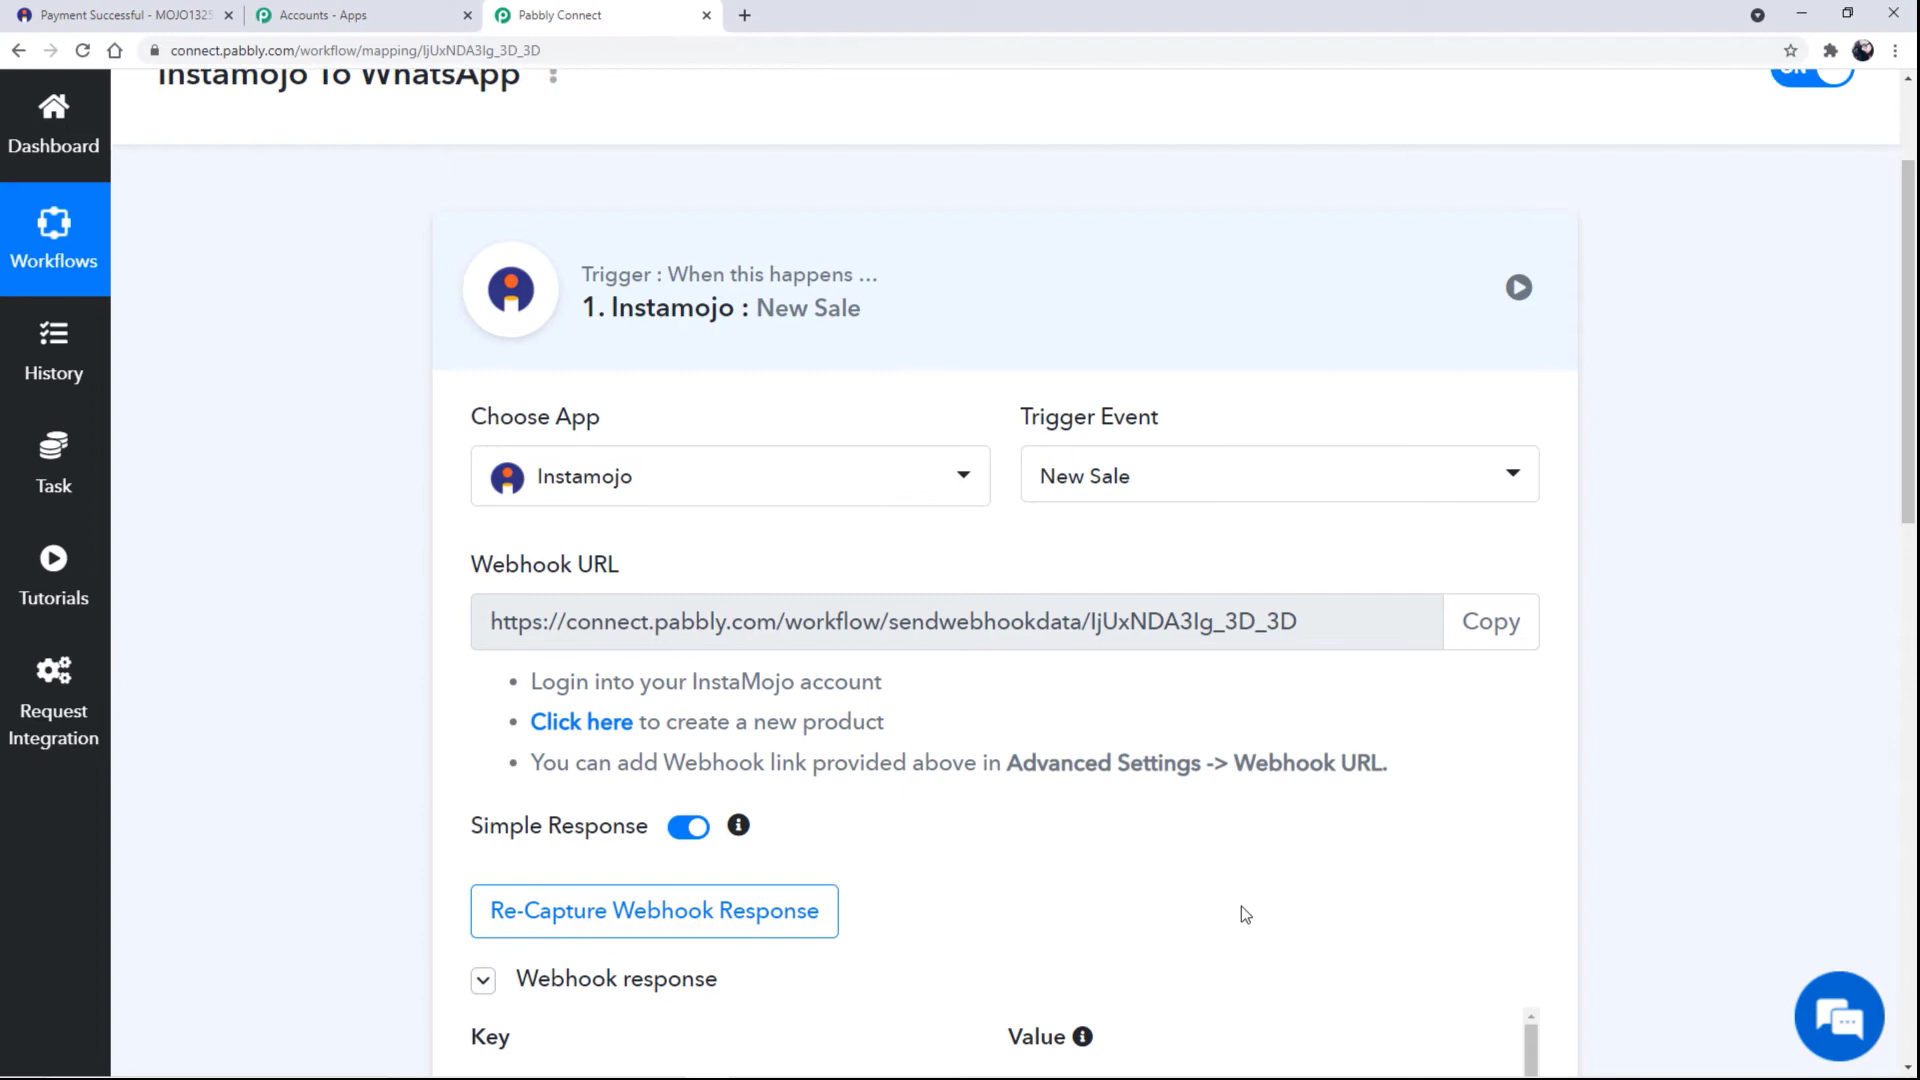 Payment Successful - MOJO1325
Accounts - Apps
Pabbly Connect
connect.pabbly.com/workflow/mapping/IjUxNDA3Ig_3D_3D
Instamojo To WhatsApp
ON
Dashboard
Workflows
History
Task
Tutorials
Request
Integration
Trigger : When this happens ...
1. Instamojo : New Sale
Choose App
Trigger Event
Instamojo
New Sale
Webhook URL
https://connect.pabbly.com/workflow/sendwebhookdata/IjUxNDA3Ig_3D_3D
Copy
• Login into your InstaMojo account
• Click here to create a new product
• You can add Webhook link provided above in Advanced Settings -> Webhook URL.
Simple Response
Re-Capture Webhook Response
Webhook response
Key
Value